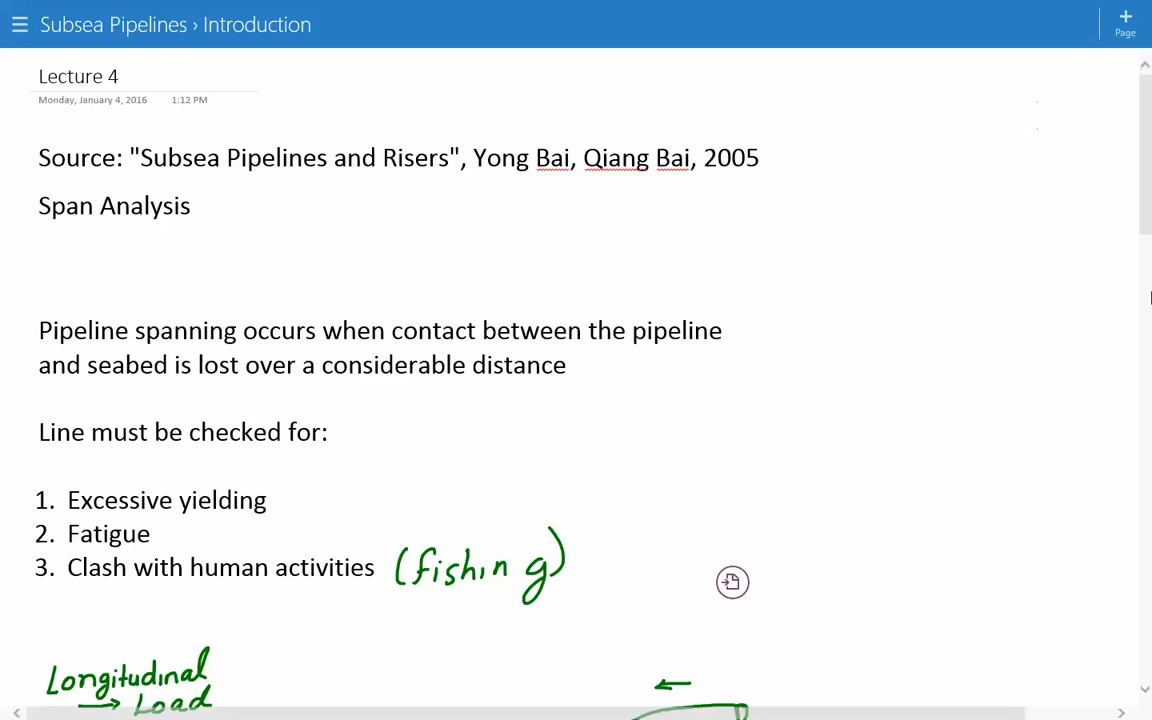 Subsea Pipelines › Introduction
Page
Lecture 4
Monday, January 4, 2016 1:12 PM
Source: "Subsea Pipelines and Risers", Yong Bai, Qiang Bai, 2005
Span Analysis
Pipeline spanning occurs when contact between the pipeline
and seabed is lost over a considerable distance
Line must be checked for:
1. Excessive yielding
2. Fatigue
3. Clash with human activities (fishing)
Longitudinal
→ Load